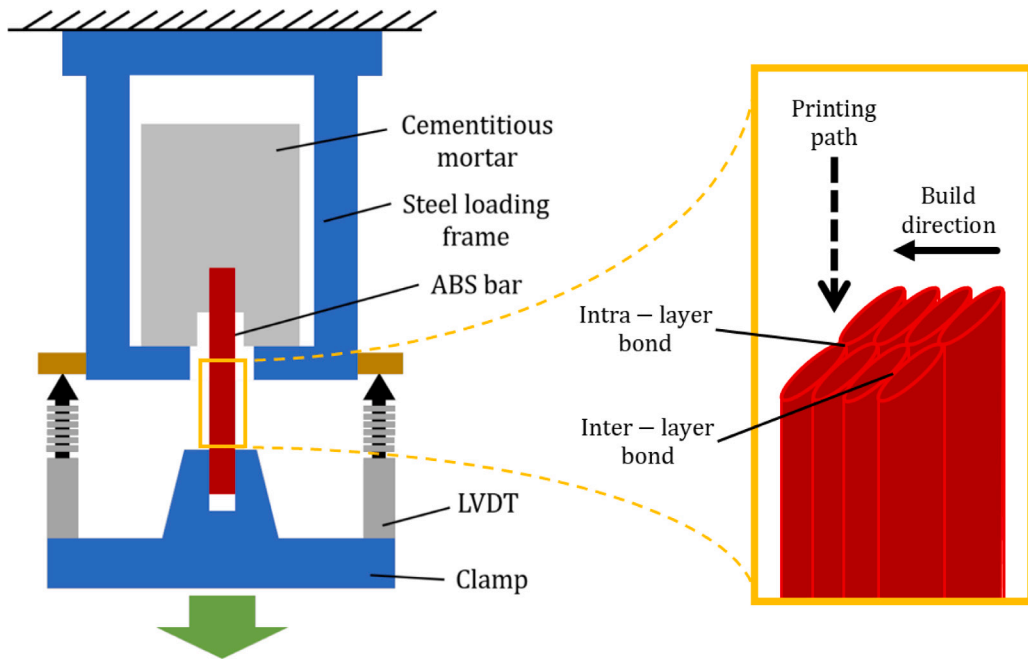 Cementitious
mortar
Steel loading
frame
ABS bar
LVDT
Clamp
Printing
path
Build
direction
Intra – layer
bond
Inter – layer
bond